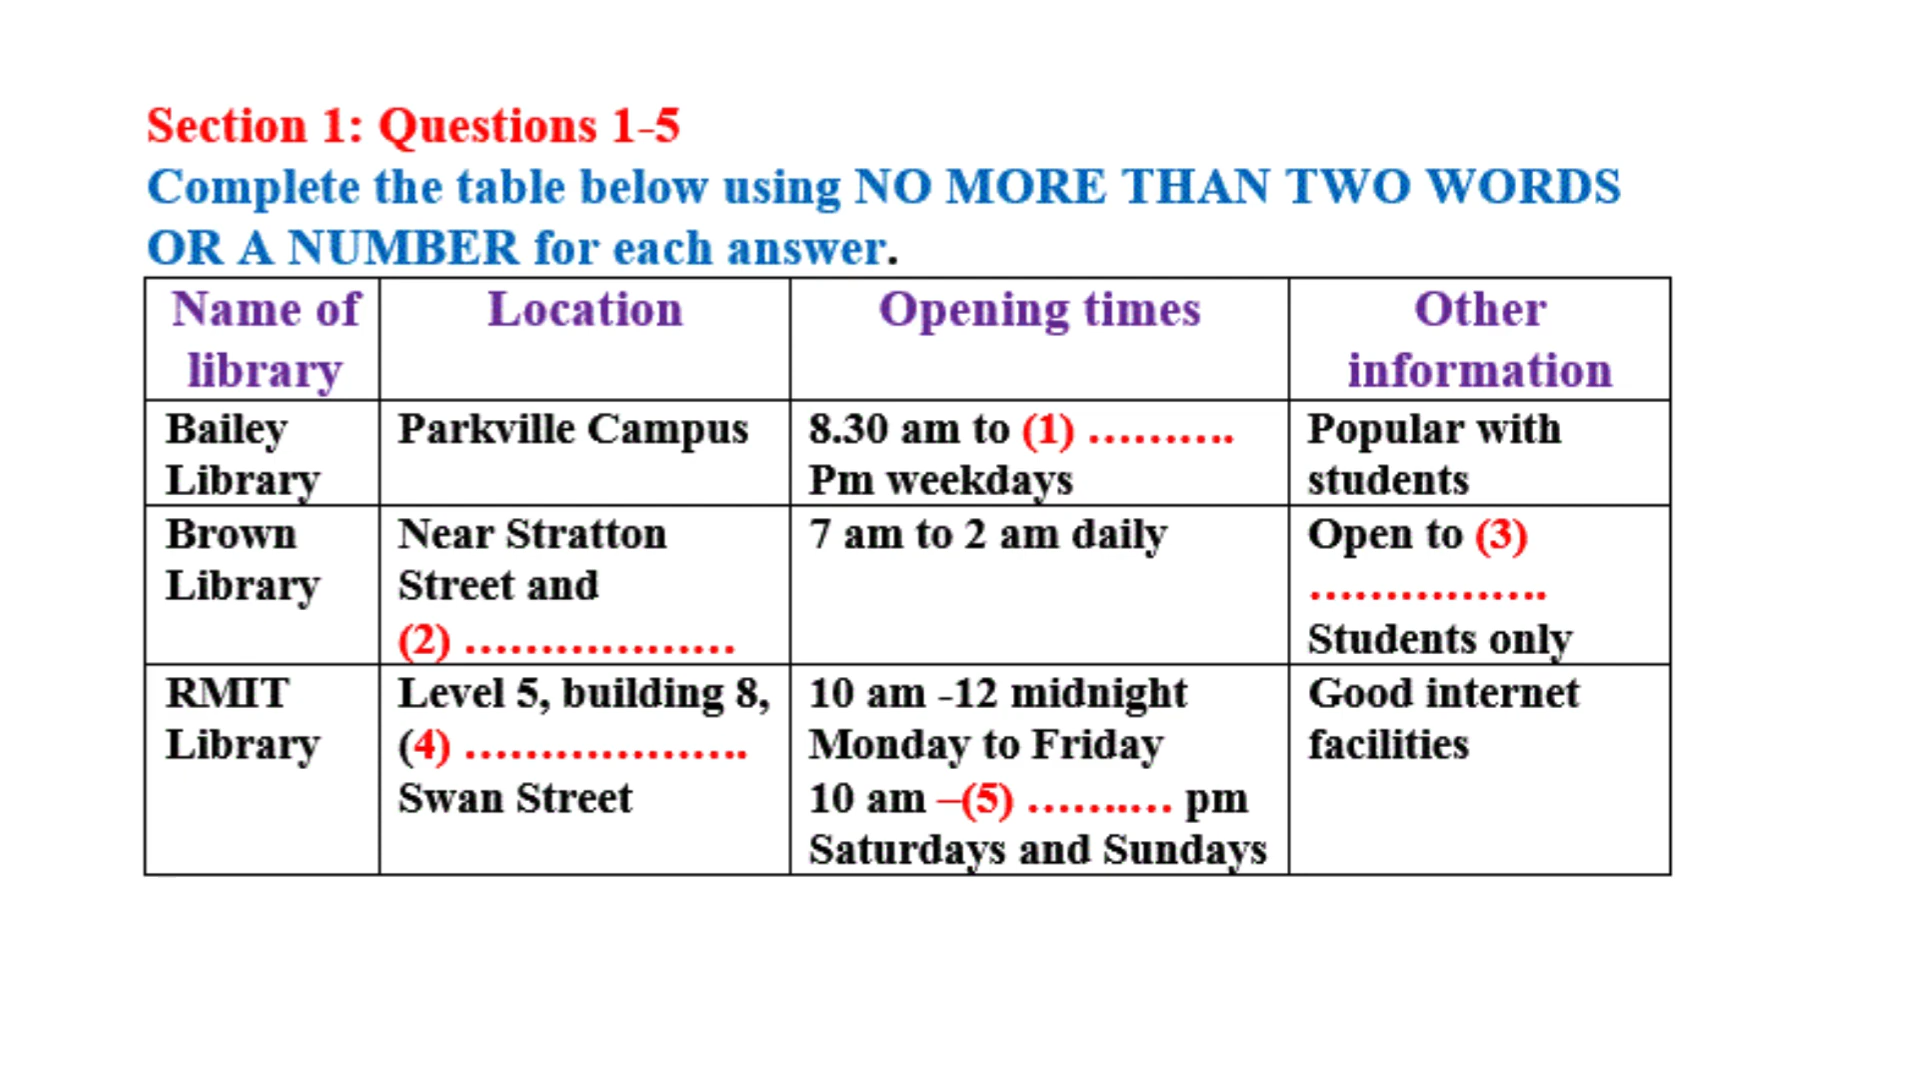 Section 1: Questions 1-5
Complete the table below using NO MORE THAN TWO WORDS
OR A NUMBER for each answer.
Name of
library
Location
Opening times
Other
information
Bailey
Library
Parkville Campus
8.30 am to (1) ……….
Pm weekdays
Popular with
students
Brown
Library
Near Stratton
Street and
(2) ………………
7 am to 2 am daily
Open to (3)
…………….
Students only
RMIT
Library
Level 5, building 8,
(4) ……………….
Swan Street
10 am -12 midnight
Monday to Friday
10 am –(5) …….… pm
Saturdays and Sundays
Good internet
facilities